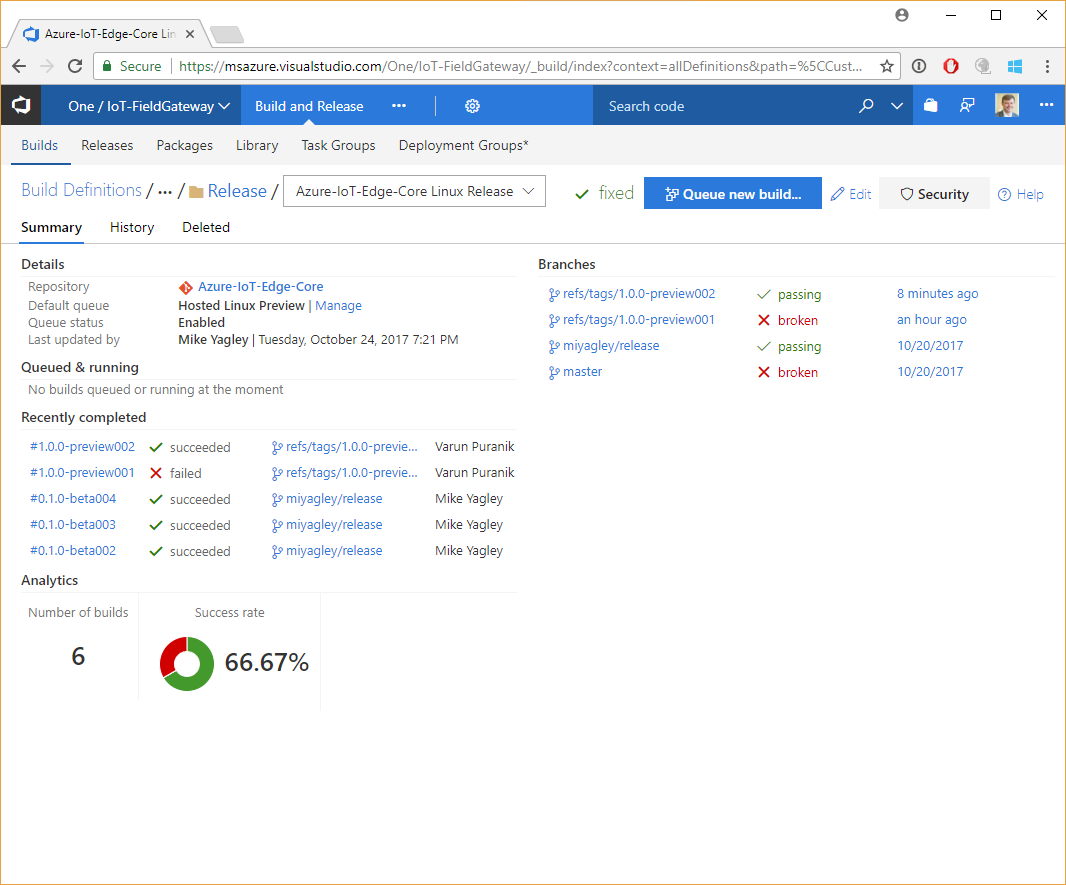 Azure-IoT-Edge-Core Lin
Secure https://msazure.visualstudio.com/One/IoT-FieldGateway/_build/index?context=allDefinitions&path=%5CCust...
One / IoT-FieldGateway Build and Release ··· Search code ···
Builds Releases Packages Library Task Groups Deployment Groups*
Build Definitions / ··· / Release / Azure-IoT-Edge-Core Linux Release fixed Queue new build... Edit Security Help
Summary History Deleted
Details
Repository Azure-IoT-Edge-Core
Default queue Hosted Linux Preview | Manage
Queue status Enabled
Last updated by Mike Yagley | Tuesday, October 24, 2017 7:21 PM
Queued & running
No builds queued or running at the moment
Recently completed
#1.0.0-preview002 succeeded refs/tags/1.0.0-previe... Varun Puranik
#1.0.0-preview001 failed refs/tags/1.0.0-previe... Varun Puranik
#0.1.0-beta004 succeeded miyagley/release Mike Yagley
#0.1.0-beta003 succeeded miyagley/release Mike Yagley
#0.1.0-beta002 succeeded miyagley/release Mike Yagley
Analytics
Number of builds Success rate
6 66.67%
Branches
refs/tags/1.0.0-preview002 passing 8 minutes ago
refs/tags/1.0.0-preview001 broken an hour ago
miyagley/release passing 10/20/2017
master broken 10/20/2017